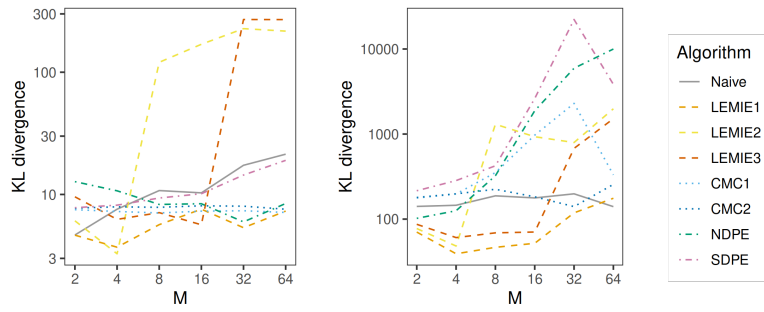 300
100
30
10
3
KL divergence
2 4 8 16 32 64
M
10000
1000
100
KL divergence
2 4 8 16 32 64
M
Algorithm
Naive
LEMIE1
LEMIE2
LEMIE3
CMC1
CMC2
NDPE
SDPE